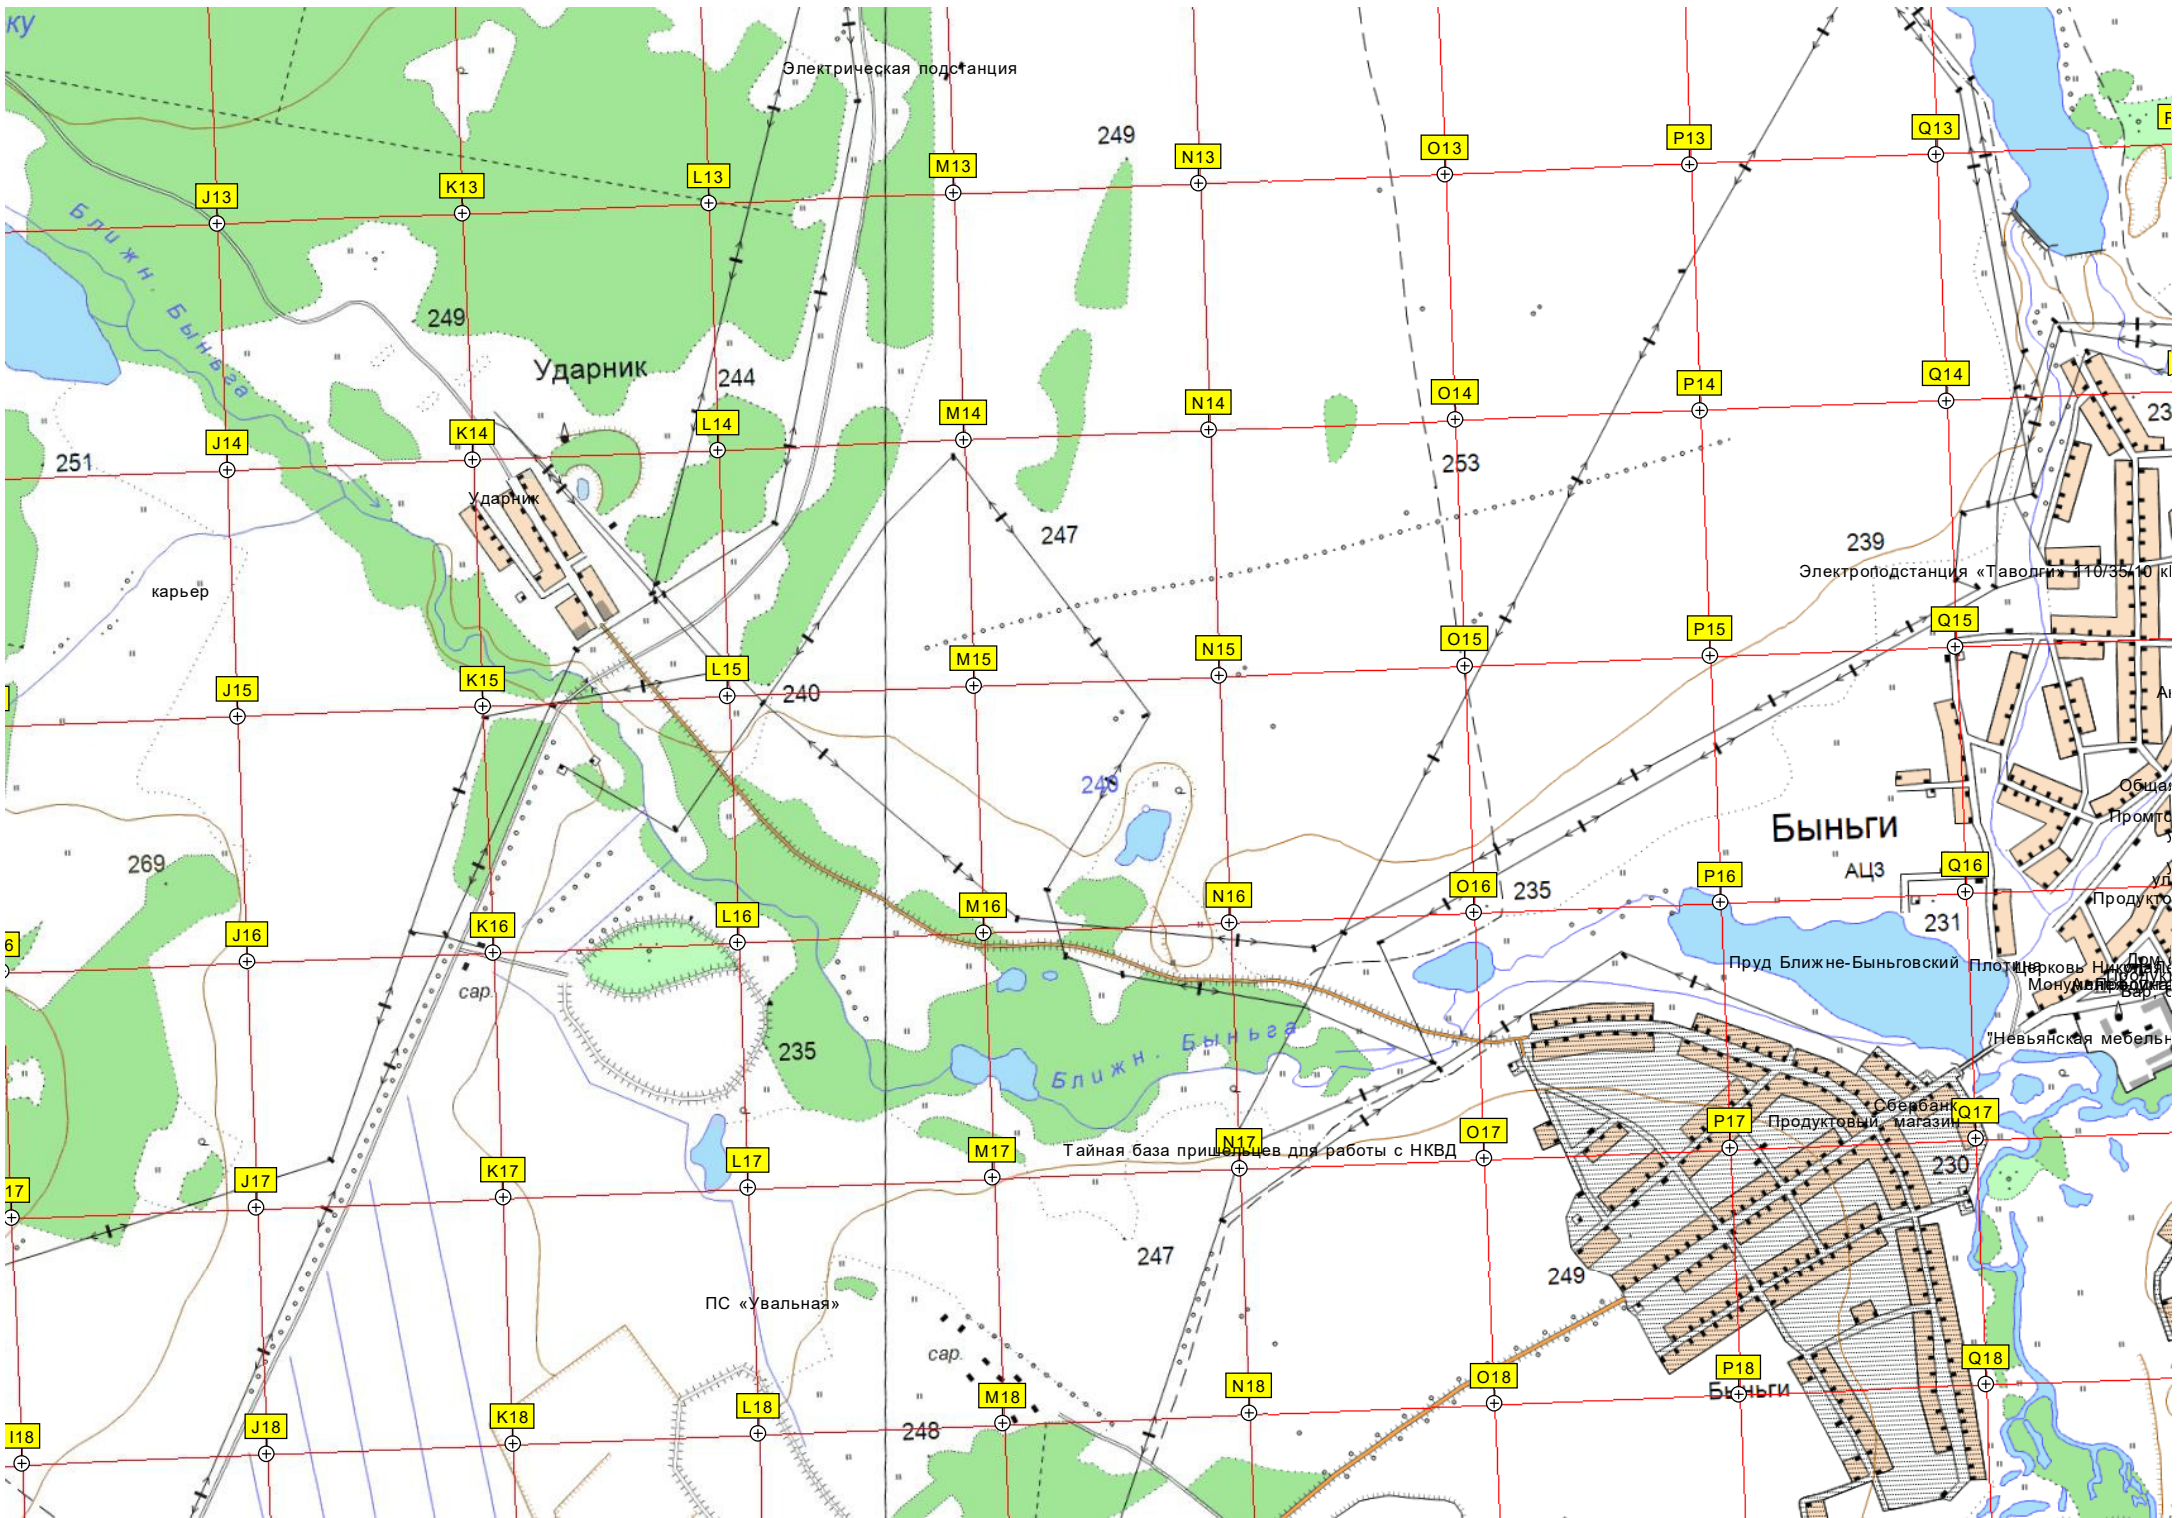 ку
Электрическая подстанция
249
J13
K13
L13
M13
N13
O13
P13
Q13
Ближн. Быньга
249
Ударник
244
J14
K14
L14
M14
N14
O14
P14
Q14
251
253
Ударник
247
239
карьер
Электроподстанция «Таволги» 110/35/10
J15
K15
L15
M15
N15
O15
P15
Q15
240
240
Быньги
АЦЗ
269
235
231
J16
K16
L16
M16
N16
O16
P16
Q16
Пруд Ближне-Быньговский
сар.
235
Ближн. Быньга
"Невьянская
Сбербанк
Продуктовый магазин
Тайная база пришельцев для работы с НКВД
17
J17
K17
L17
M17
N17
O17
P17
Q17
230
247
249
ПС «Увальная»
сар.
248
I18
J18
K18
L18
M18
N18
O18
P18
Q18
Быньги